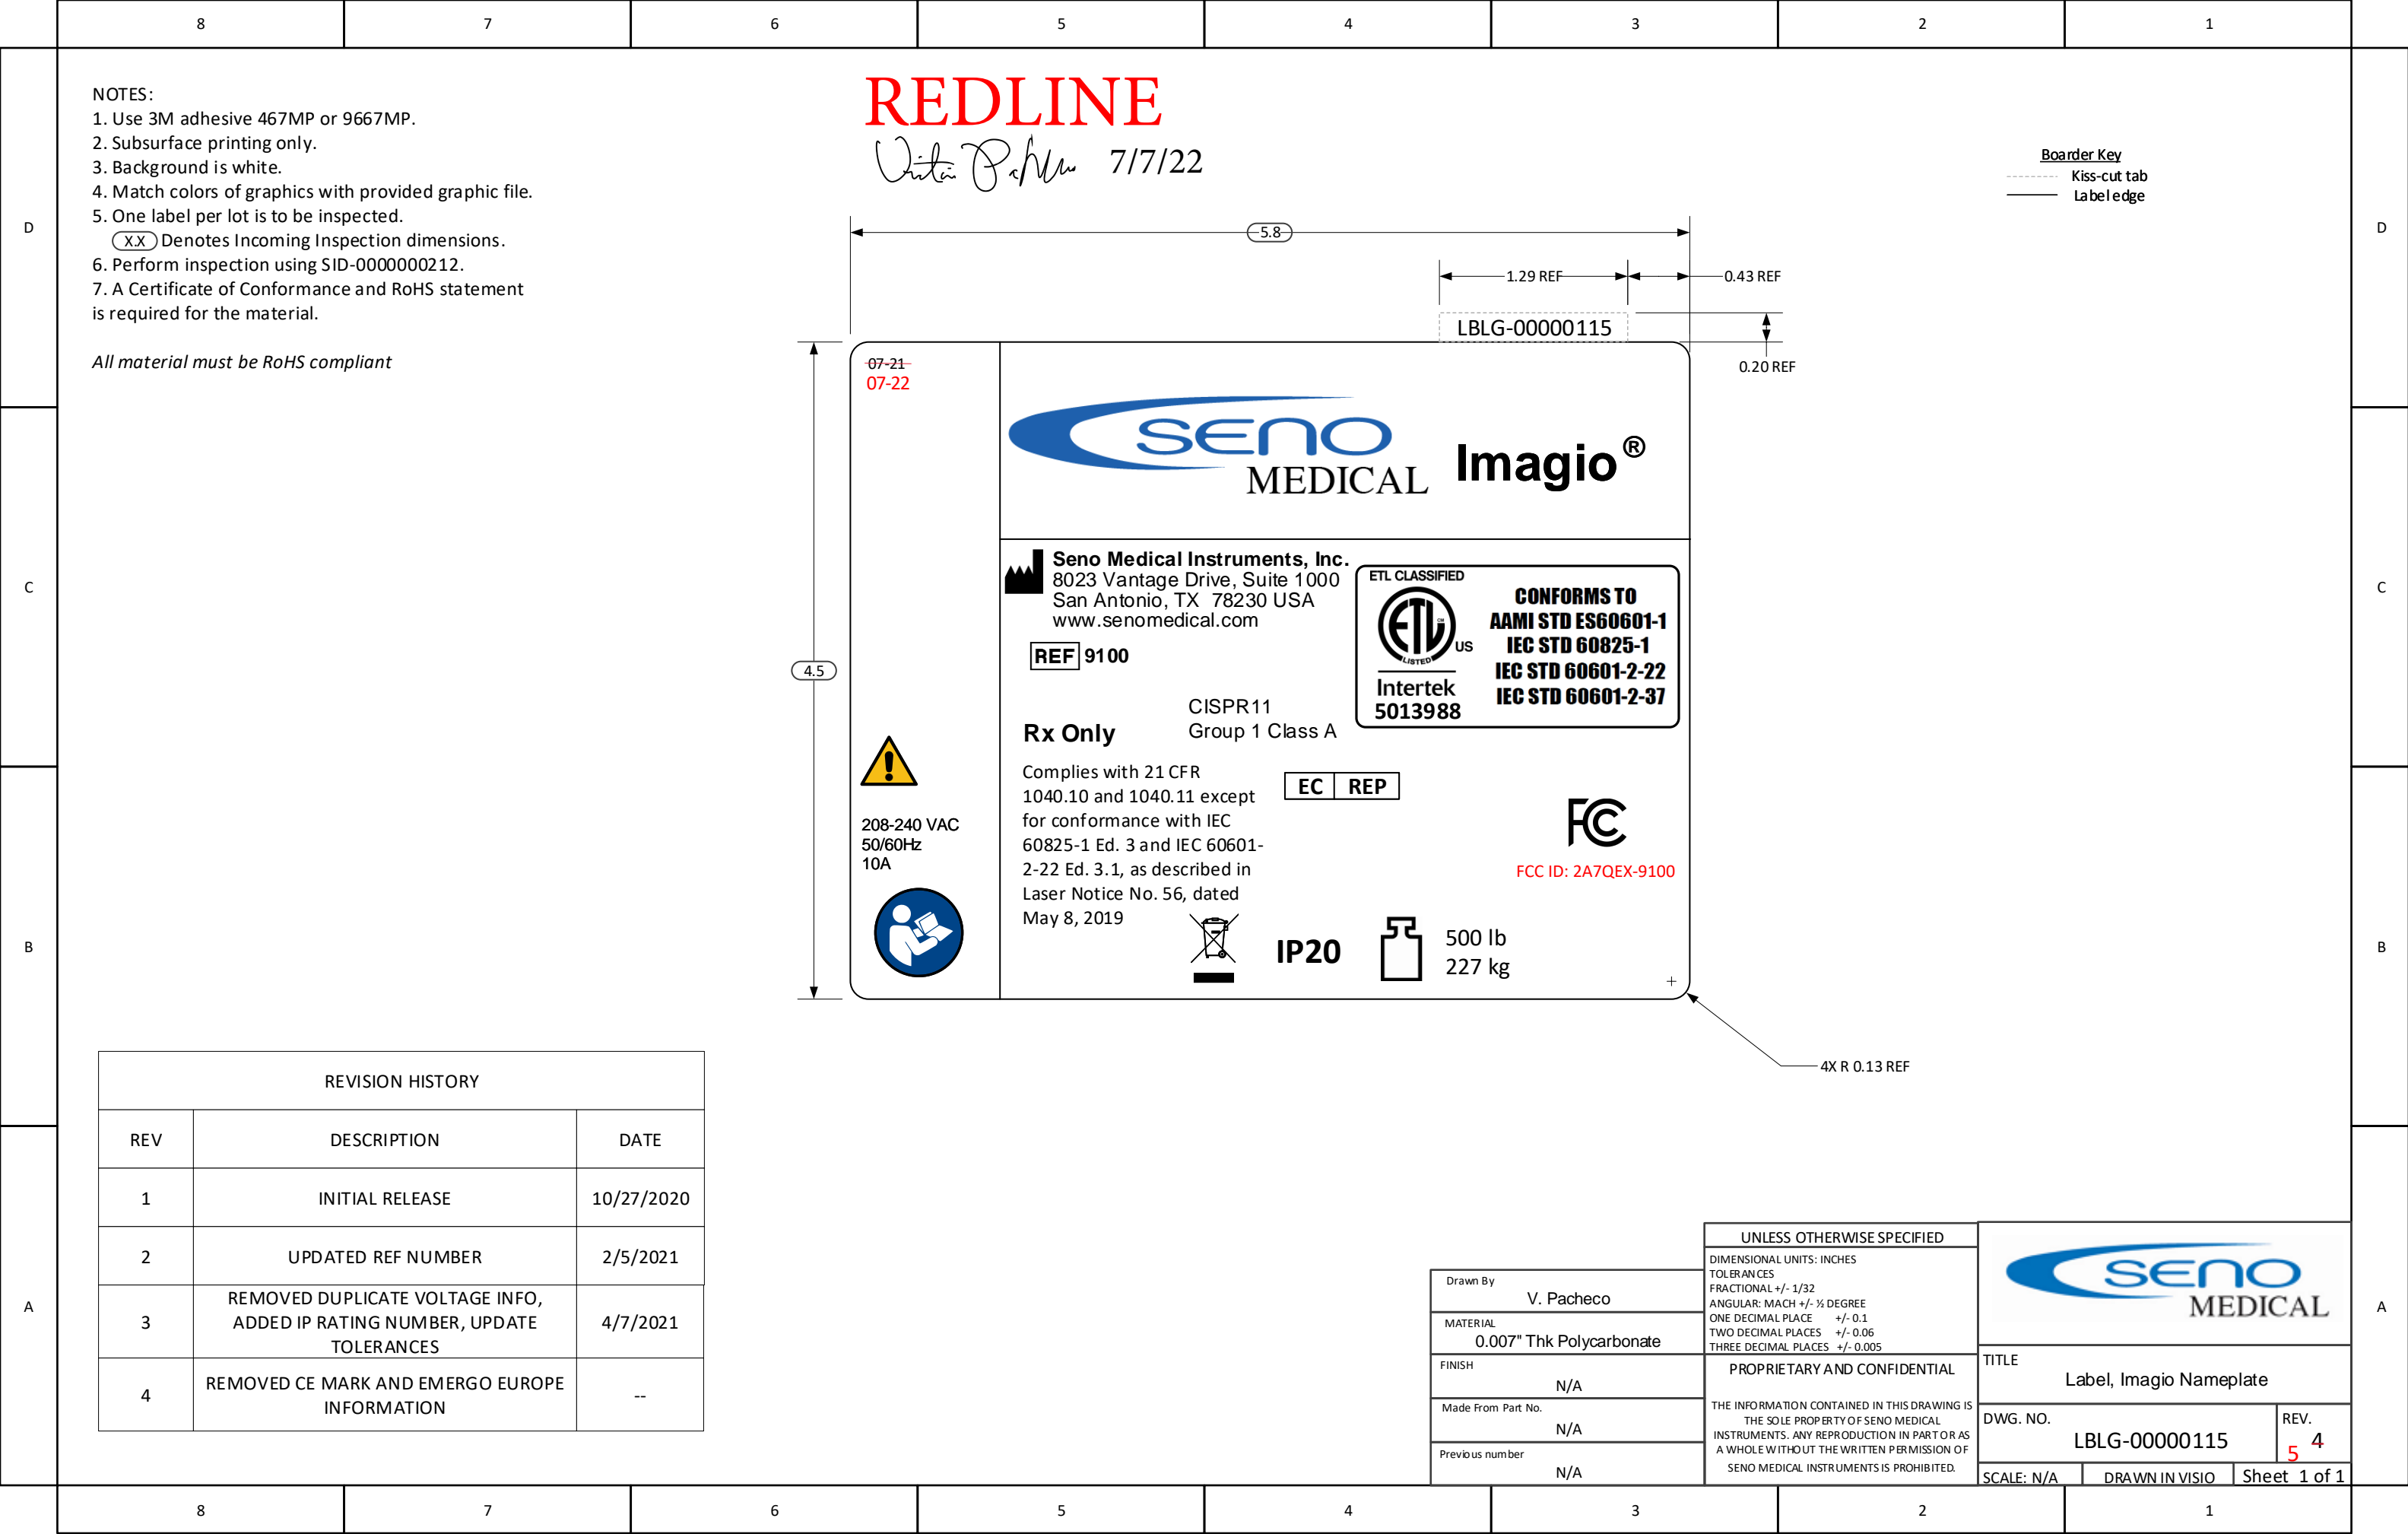 8 7 6 5 4 3 2 1
D D
C C
B B
A A
NOTES:
1. Use 3M adhesive 467MP or 9667MP.
2. Subsurface printing only.
3. Background is white.
4. Match colors of graphics with provided graphic file.
5. One label per lot is to be inspected.
X.X Denotes Incoming Inspection dimensions.
6. Perform inspection using SID-0000000212.
7. A Certificate of Conformance and RoHS statement
is required for the material.
All material must be RoHS compliant
REDLINE
7/7/22
Boarder Key
Kiss-cut tab
Label edge
5.8
1.29 REF
0.43 REF
LBLG-00000115
0.20 REF
4.5
07-21
07-22
SENO
MEDICAL
Imagio®
Seno Medical Instruments, Inc.
8023 Vantage Drive, Suite 1000
San Antonio, TX  78230 USA
www.senomedical.com
REF 9100
ETL CLASSIFIED
ETL CM
LISTED
US
Intertek
5013988
CONFORMS TO
AAMI STD ES60601-1
IEC STD 60825-1
IEC STD 60601-2-22
IEC STD 60601-2-37
CISPR11
Group 1 Class A
Rx Only
Complies with 21 CFR
1040.10 and 1040.11 except
for conformance with IEC
60825-1 Ed. 3 and IEC 60601-
2-22 Ed. 3.1, as described in
Laser Notice No. 56, dated
May 8, 2019
EC REP
FC
FCC ID: 2A7QEX-9100
208-240 VAC
50/60Hz
10A
IP20
500 lb
227 kg
4X R 0.13 REF
REVISION HISTORY
REV DESCRIPTION DATE
1 INITIAL RELEASE 10/27/2020
2 UPDATED REF NUMBER 2/5/2021
3 REMOVED DUPLICATE VOLTAGE INFO,
ADDED IP RATING NUMBER, UPDATE
TOLERANCES 4/7/2021
4 REMOVED CE MARK AND EMERGO EUROPE
INFORMATION --
Drawn By
V. Pacheco
MATERIAL
0.007" Thk Polycarbonate
FINISH
N/A
Made From Part No.
N/A
Previous number
N/A
UNLESS OTHERWISE SPECIFIED
DIMENSIONAL UNITS: INCHES
TOLERANCES
FRACTIONAL +/- 1/32
ANGULAR: MACH +/- ½ DEGREE
ONE DECIMAL PLACE +/- 0.1
TWO DECIMAL PLACES +/- 0.06
THREE DECIMAL PLACES +/- 0.005
PROPRIETARY AND CONFIDENTIAL
THE INFORMATION CONTAINED IN THIS DRAWING IS
THE SOLE PROPERTY OF SENO MEDICAL
INSTRUMENTS. ANY REPRODUCTION IN PART OR AS
A WHOLE WITHOUT THE WRITTEN PERMISSION OF
SENO MEDICAL INSTRUMENTS IS PROHIBITED.
SENO
MEDICAL
TITLE
Label, Imagio Nameplate
DWG. NO.
LBLG-00000115
REV.
4
5
SCALE: N/A
DRAWN IN VISIO
Sheet 1 of 1
8 7 6 5 4 3 2 1